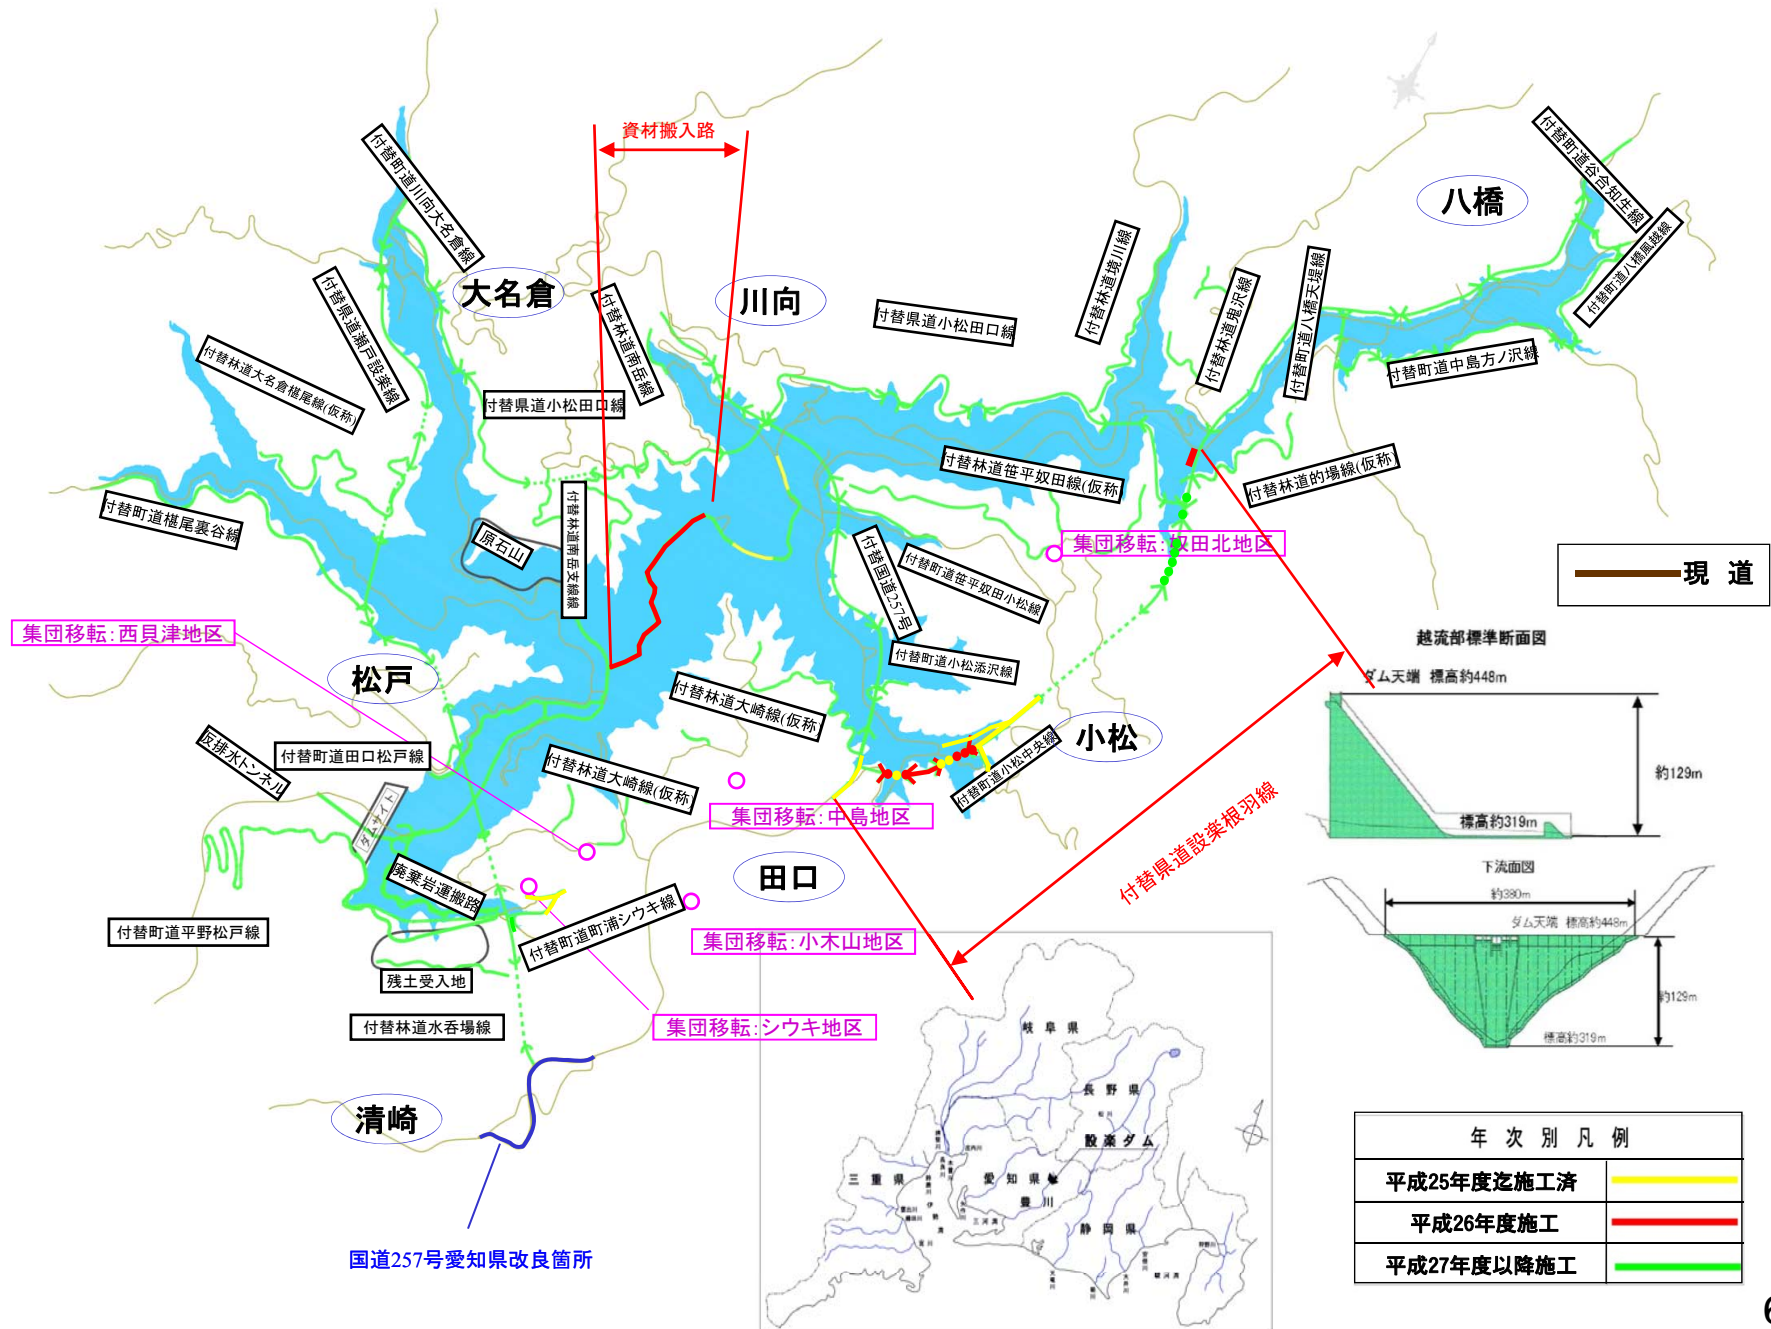 資材搬入路
付替町道川向大名倉線
付替県道瀬戸設楽線
大名倉
付替林道南岳線
川向
付替県道小松田口線
付替林道境川線
付替林道鬼沢線
付替町道八橋天堤線
八橋
付替町道谷合知生線
付替町道八橋風越線
付替町道中島方ノ沢線
付替林道大名倉椹尾線(仮称)
付替県道小松田口線
付替町道椹尾裏谷線
原石山
付替林道南岳支線線
付替林道笹平奴田線(仮称
付替林道的場線(仮称)
集団移転：奴田北地区
付替国道257号
付替町道笹平奴田小松線
付替町道小松添沢線
現 道
集団移転：西貝津地区
松戸
付替林道大崎線(仮称)
小松
付替町道小松中央線
反排水トンネル
付替町道田口松戸線
付替林道大崎線(仮称)
ダムサイト
集団移転：中島地区
田口
付替県道設楽根羽線
廃棄岩運搬路
付替町道町浦シウキ線
付替町道平野松戸線
集団移転：小木山地区
残土受入地
付替林道水呑場線
集団移転：シウキ地区
清崎
国道257号愛知県改良箇所
越流部標準断面図
ダム天端 標高約448m
約129m
標高約319m
下流面図
約380m
ダム天端 標高約448m
約129m
標高約319m
岐阜県
長野県
設楽ダム
三重県
愛知県
豊川
静岡県
伊勢湾
三河湾
駿河湾
年次別凡例
平成25年度迄施工済
平成26年度施工
平成27年度以降施工
6